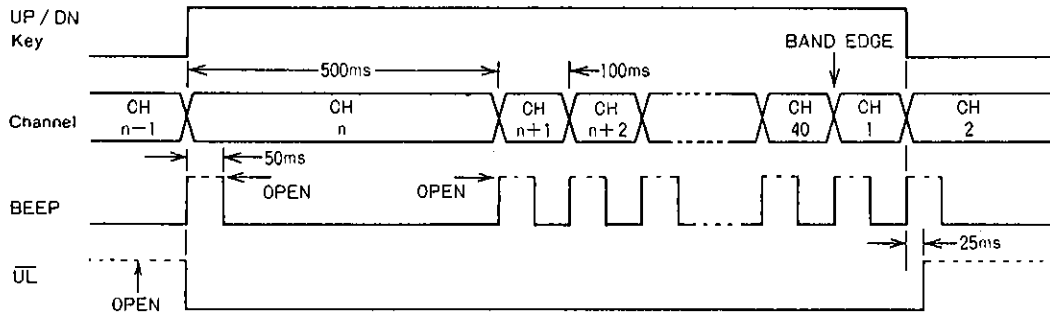 UP / DN
Key
BAND EDGE
500ms
100ms
Channel
CH
n−1
CH
n
CH
n+1
CH
n+2
CH
40
CH
1
CH
2
50ms
OPEN
OPEN
BEEP
25ms
UL
OPEN